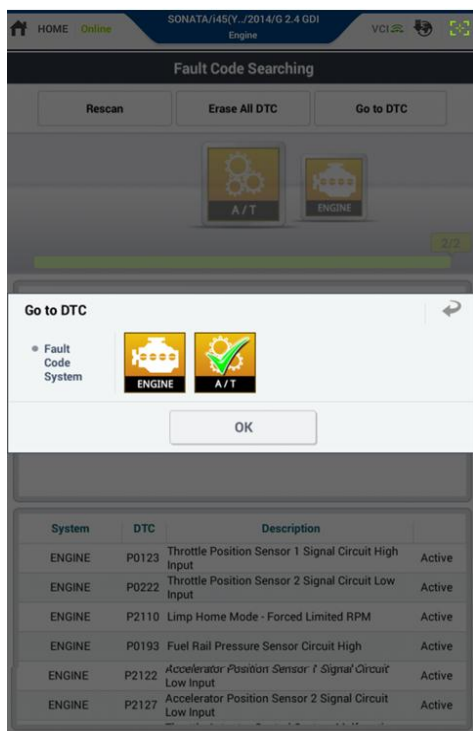 HOME Online
SONATA/i45(Y../2014/G 2.4 GDI
Engine
VCI
Fault Code Searching
Rescan Erase All DTC Go to DTC
A/T ENGINE
2/2
Go to DTC
Fault
Code
System
ENGINE A/T
OK
System DTC Description
ENGINE P0123 Throttle Position Sensor 1 Signal Circuit High
Input Active
ENGINE P0222 Throttle Position Sensor 2 Signal Circuit Low
Input Active
ENGINE P2110 Limp Home Mode - Forced Limited RPM Active
ENGINE P0193 Fuel Rail Pressure Sensor Circuit High Active
ENGINE P2122 Accelerator Position Sensor 1 Signal Circuit
Low Input Active
ENGINE P2127 Accelerator Position Sensor 2 Signal Circuit
Low Input Active